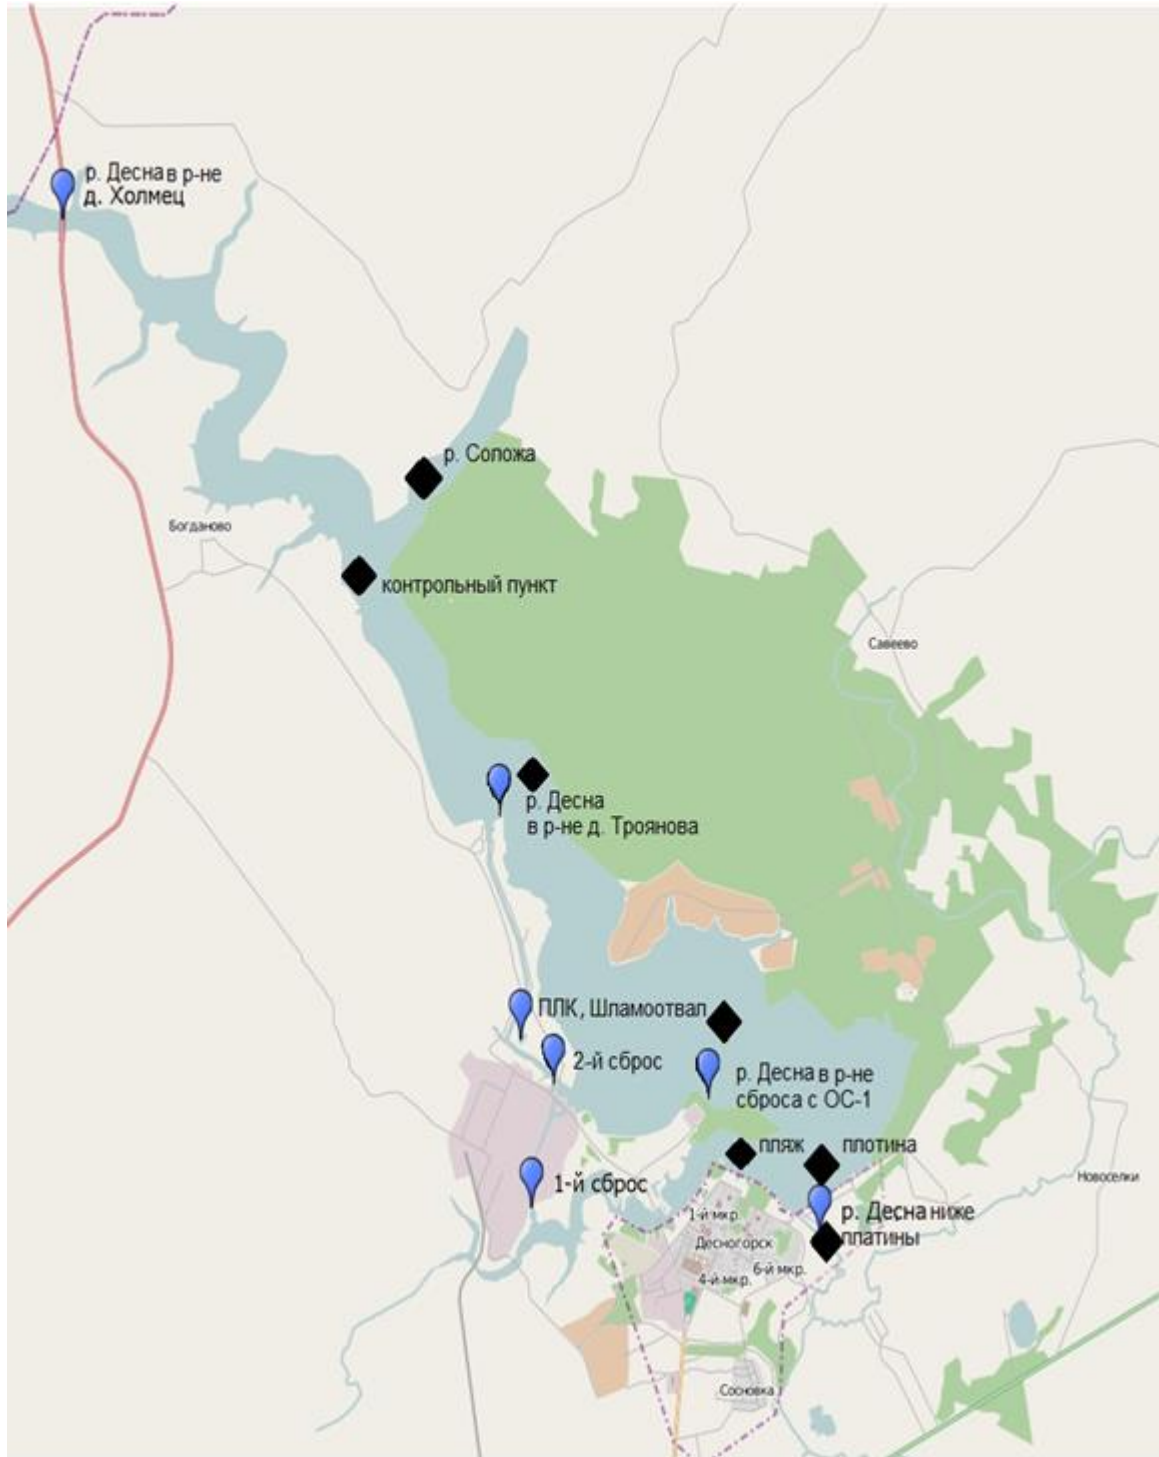 р. Десна в р-не
д. Холмец
р. Соложа
Богданово
контрольный пункт
Савеево
р. Десна
в р-не д. Троянова
ПЛК, Шламоотвал
2-й сброс
р. Десна в р-не
сброса с ОС-1
пляж
плотина
1-й сброс
Новоселки
1-й мкр.
р. Десна ниже
платины
Десногорск
6-й мкр.
4-й мкр.
Сосновка